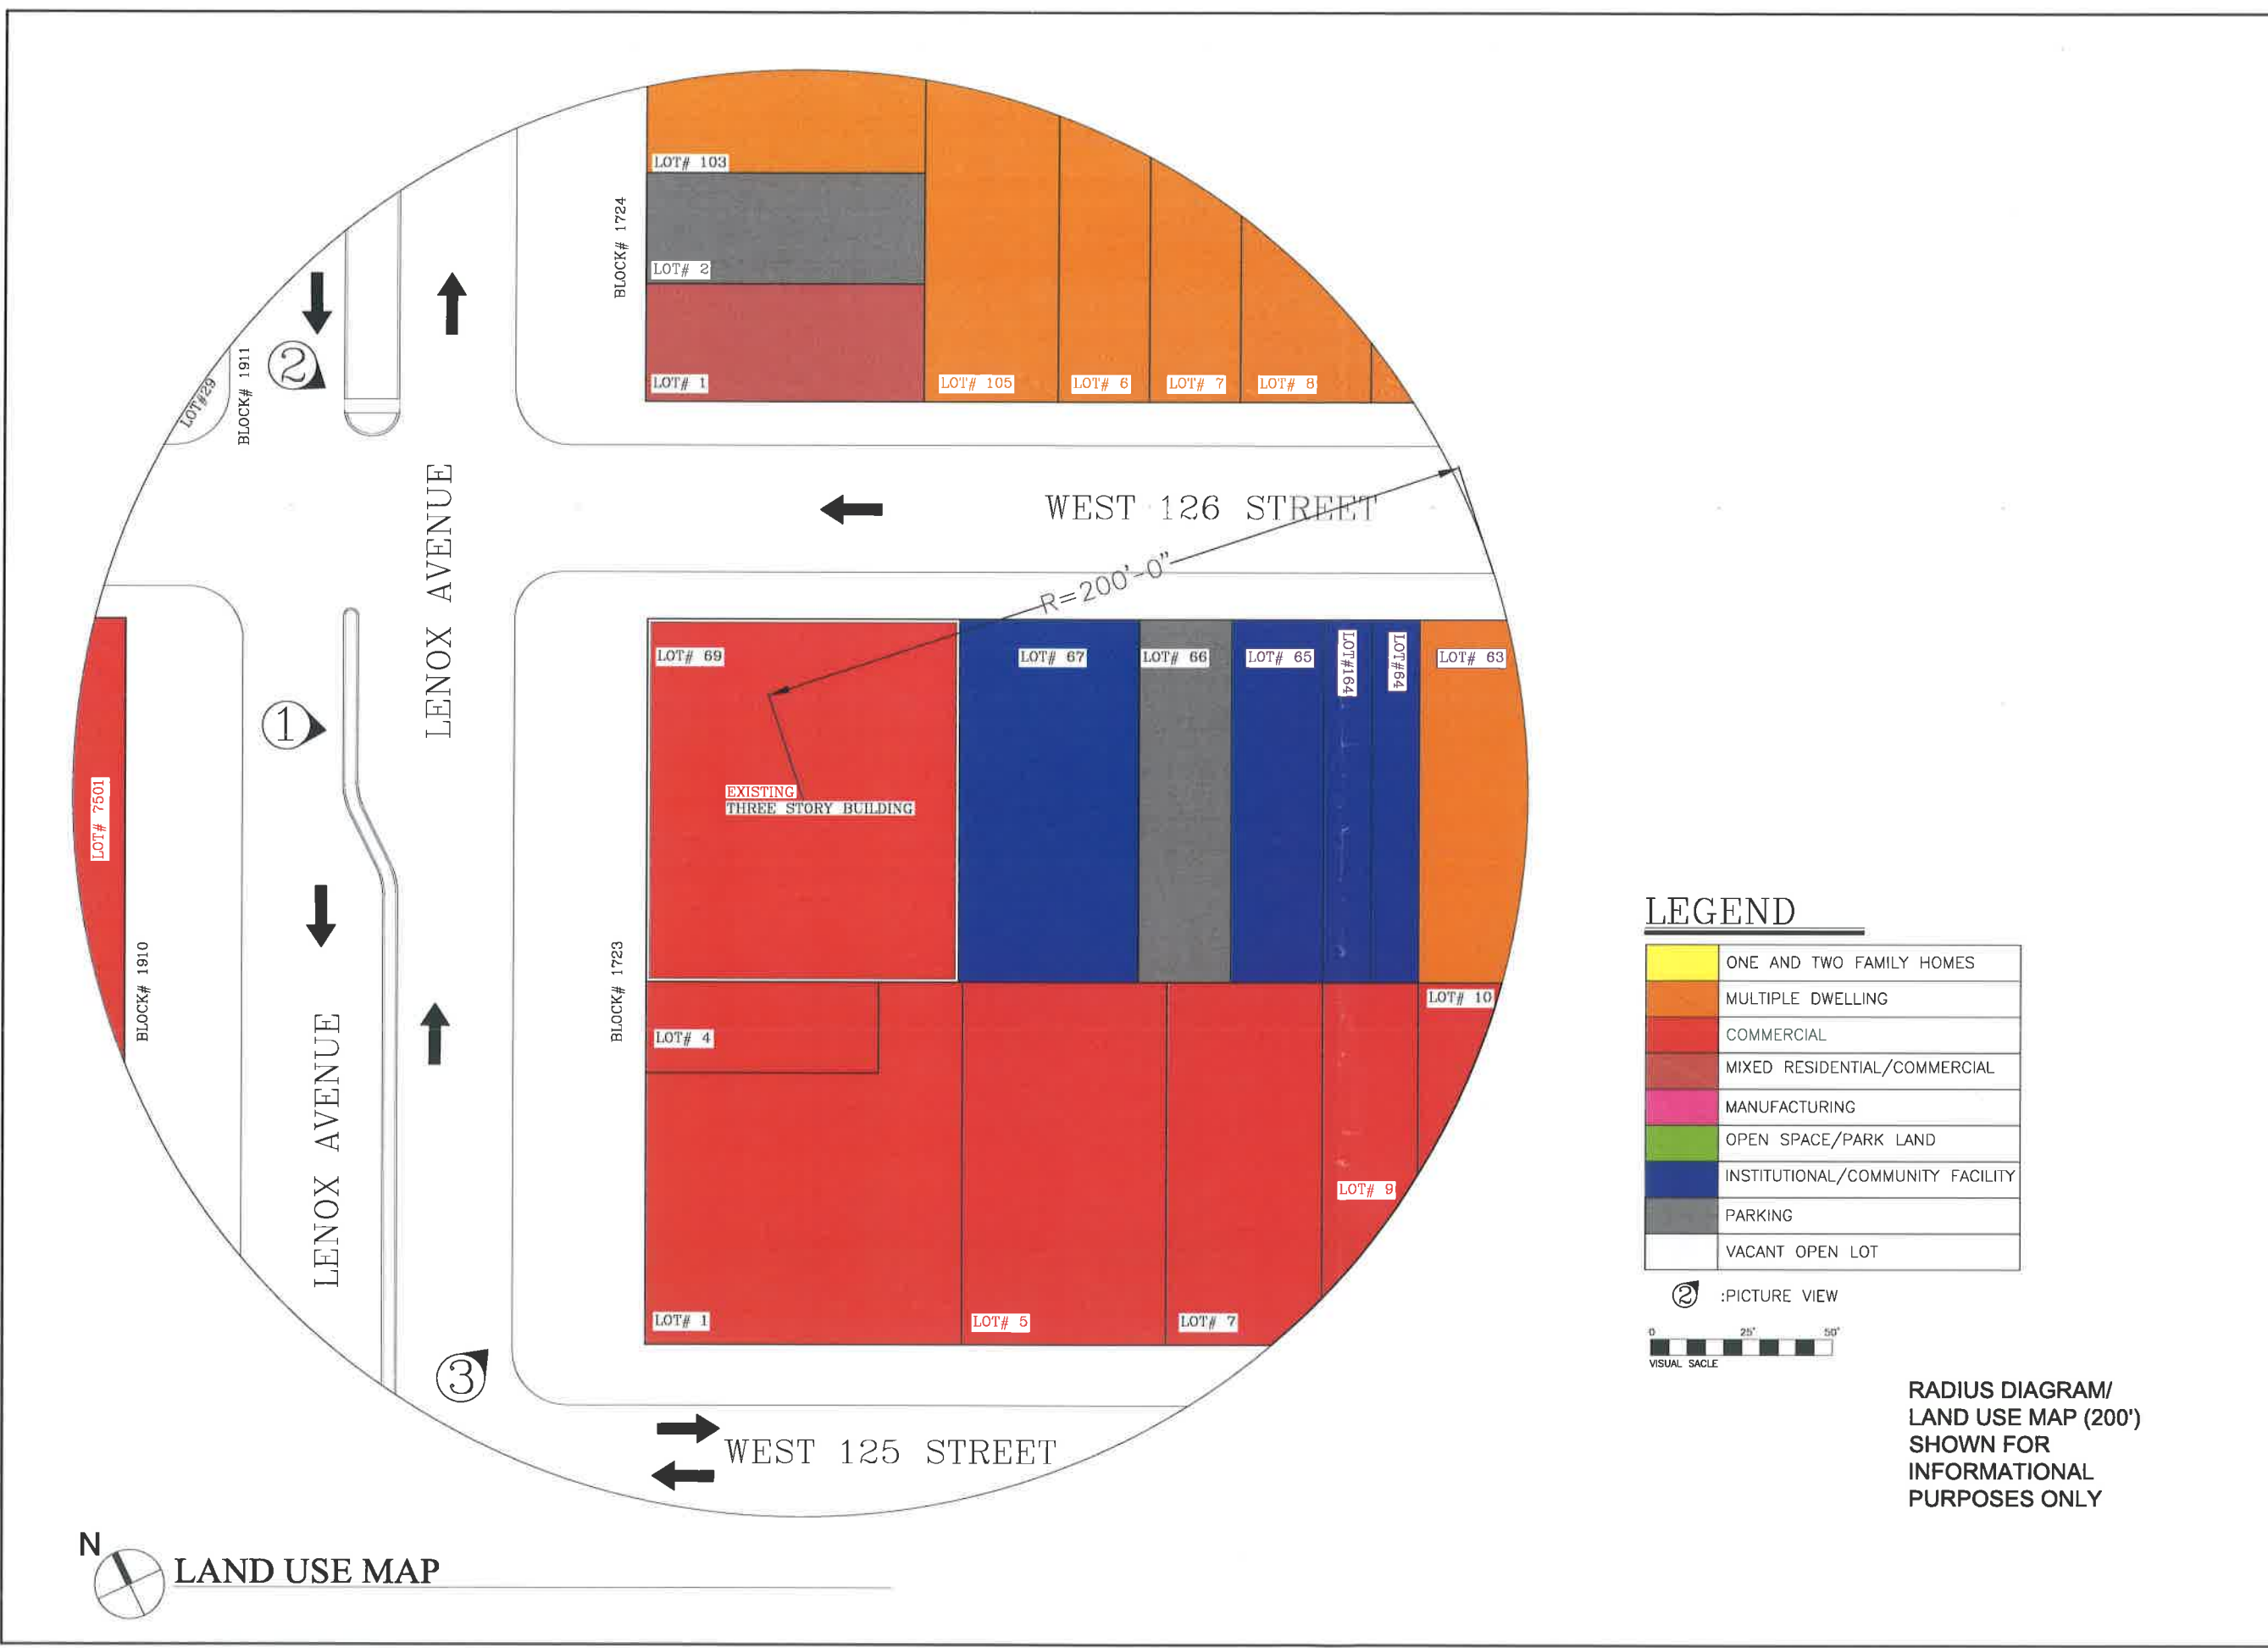 LOT# 103
BLOCK# 1724
LOT# 2
LOT# 1
LOT# 105
LOT# 6
LOT# 7
LOT# 8
2
BLOCK# 1911
LOT#29
LENOX AVENUE
WEST 126 STREET
R=200'-0"
LOT# 69
LOT# 67
LOT# 66
LOT# 65
LOT#164
LOT#64
LOT# 63
1
EXISTING
THREE STORY BUILDING
LOT# 7501
BLOCK# 1910
BLOCK# 1723
LOT# 4
LOT# 10
LENOX AVENUE
LOT# 9
LOT# 1
LOT# 5
LOT# 7
3
WEST 125 STREET
LEGEND
ONE AND TWO FAMILY HOMES
MULTIPLE DWELLING
COMMERCIAL
MIXED RESIDENTIAL/COMMERCIAL
MANUFACTURING
OPEN SPACE/PARK LAND
INSTITUTIONAL/COMMUNITY FACILITY
PARKING
VACANT OPEN LOT
2 :PICTURE VIEW
0 25' 50'
VISUAL SACLE
RADIUS DIAGRAM/
LAND USE MAP (200')
SHOWN FOR
INFORMATIONAL
PURPOSES ONLY
N
LAND USE MAP